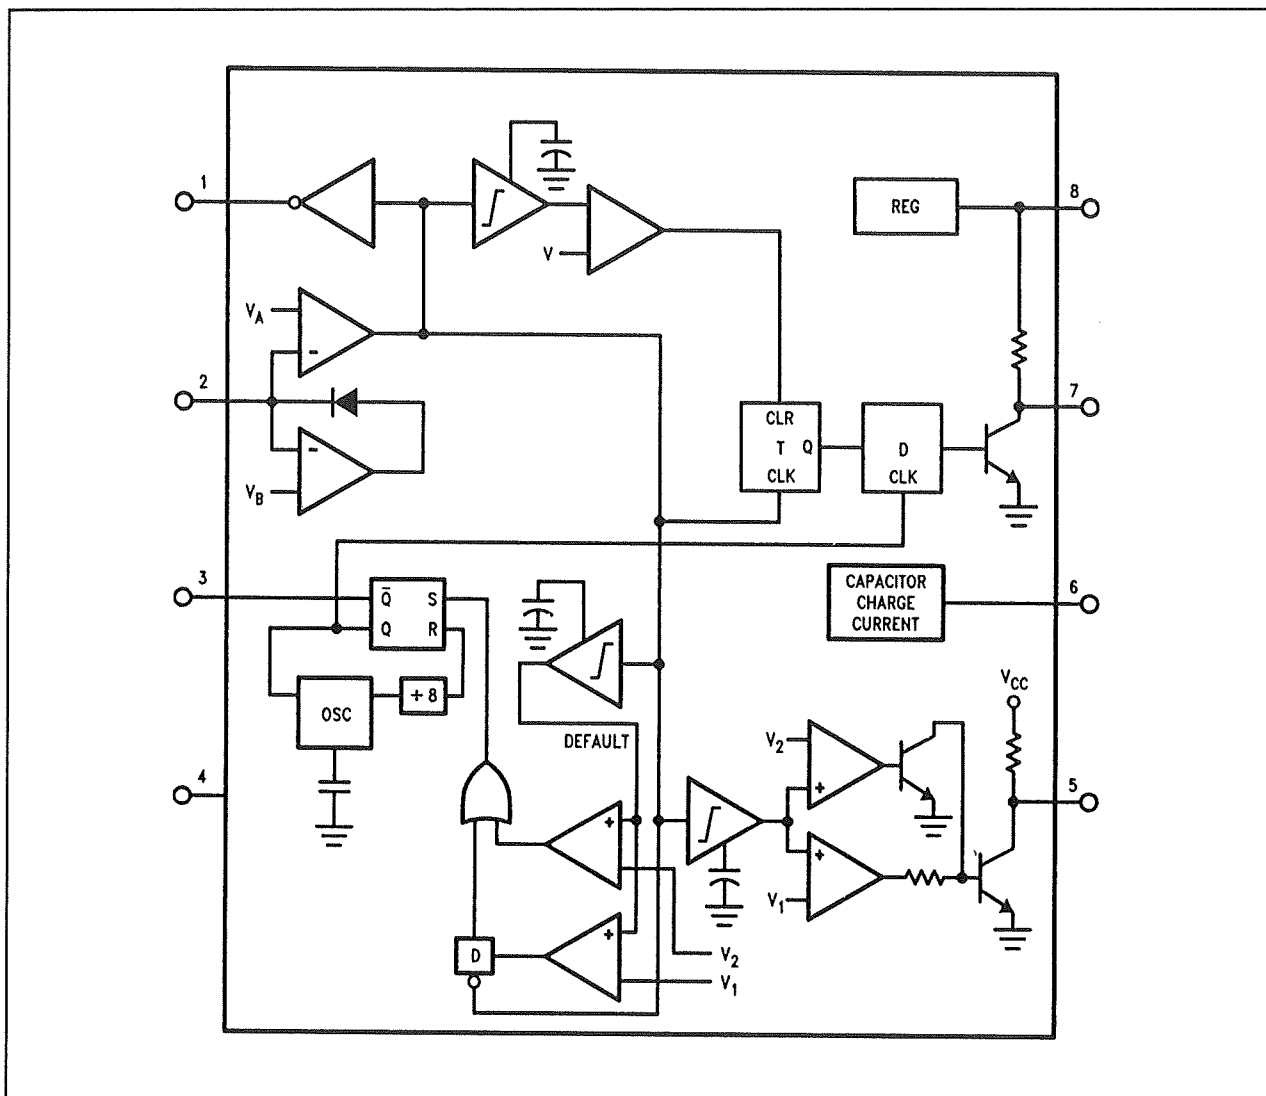 1
8
REG
V
V_A
2
7
CLR
T Q
CLK
D
CLK
V_B
3
Q̄ S
Q R
CAPACITOR
CHARGE
CURRENT
6
OSC
÷8
V_CC
DEFAULT
4
V_2
5
V_1
D
V_2
V_1
-
-
+
+
+
+